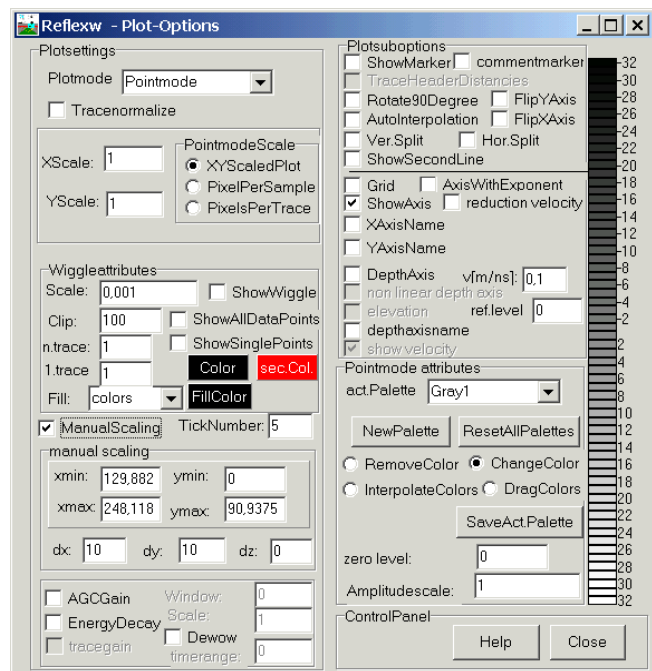 Reflexw - Plot-Options
Plotsettings
Plotmode Pointmode
Tracenormalize
XScale: 1
YScale: 1
PointmodeScale
XYScaledPlot
PixelPerSample
PixelsPerTrace
Wiggleattributes
Scale: 0,001 ShowWiggle
Clip: 100 ShowAllDataPoints
n.trace: 1 ShowSinglePoints
1.trace 1 Color sec.Col.
Fill: colors FillColor
ManualScaling TickNumber: 5
manual scaling
xmin: 129,882 ymin: 0
xmax: 248,118 ymax: 90,9375
dx: 10 dy: 10 dz: 0
AGCGain Window: 0
EnergyDecay Scale: 1
tracegain Dewow
timerange: 0
Plotsuboptions
ShowMarker commentmarker
TraceHeaderDistancies
Rotate90Degree FlipYAxis
AutoInterpolation FlipXAxis
Ver.Split Hor.Split
ShowSecondLine
Grid AxisWithExponent
ShowAxis reduction velocity
XAxisName
YAxisName
DepthAxis v[m/ns]: 0,1
non linear depth axis
elevation ref.level 0
depthaxisname
show velocity
Pointmode attributes
act.Palette Gray1
NewPalette ResetAllPalettes
RemoveColor ChangeColor
InterpolateColors DragColors
SaveAct.Palette
zero level: 0
Amplitudescale: 1
ControlPanel
Help Close
-32
-30
-28
-26
-24
-22
-20
-18
-16
-14
-12
-10
-8
-6
-4
-2
2
4
6
8
10
12
14
16
18
20
22
24
26
28
30
32